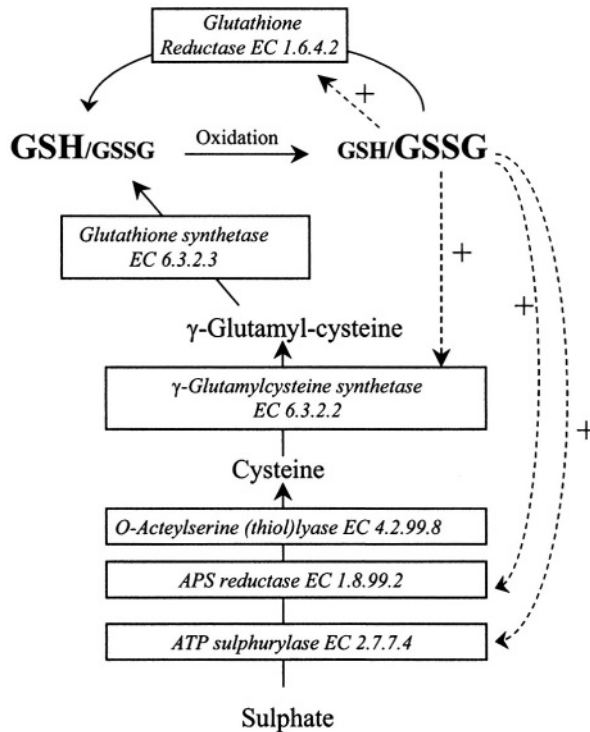 Glutathione
Reductase EC 1.6.4.2
+
GSH/GSSG
Oxidation
GSH/GSSG
Glutathione synthetase
EC 6.3.2.3
+
+
γ-Glutamyl-cysteine
γ-Glutamylcysteine synthetase
EC 6.3.2.2
+
Cysteine
O-Acteylserine (thiol)lyase EC 4.2.99.8
APS reductase EC 1.8.99.2
ATP sulphurylase EC 2.7.7.4
Sulphate